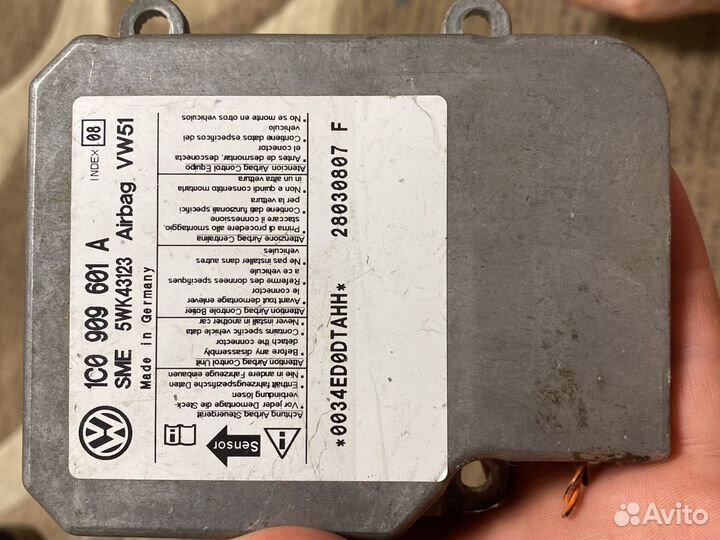 INDEX 08
1C0 909 601 A
SME 5WK43123 Airbag VW51
Made in Germany
VW
Sensor
Achtung Airbag Steuergerät
• Vor jeder Demontage die Steck-
verbindung lösen
• Enthält fahrzeugspezifische Daten
• Nie in andere Fahrzeuge einbauen
Attention Airbag Control Unit
• Before any disassembly
detach the connector
• Contains specific vehicle data
• Never install in another car
Attention Airbag Controle Boitier
• Avant tout demontage enlever
le connector
• Referme des donnees specifiques
a ce vehicule
• Ne pas installer dans autres
vehicules
Attenzione Airbag Centralina
• Prima di procedere allo smontaggio,
staccare il connessione
• Contiene dati funzionali specifici
per la vettura
• Non e quindi consentito montarla
in un altra vettura
Atencion Airbag Control Equipo
• Antes de desmontar, desconecta
el conector
• Contiene datos especificos del
vehiculo
• No se monte en otros vehiculos
*0034ED0DTAHH* 28030807 F
Avito